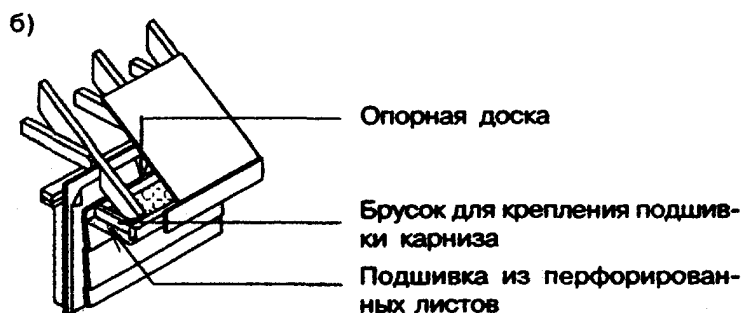 б)
Опорная доска
Брусок для крепления подшив-
ки карниза
Подшивка из перфорирован-
ных листов